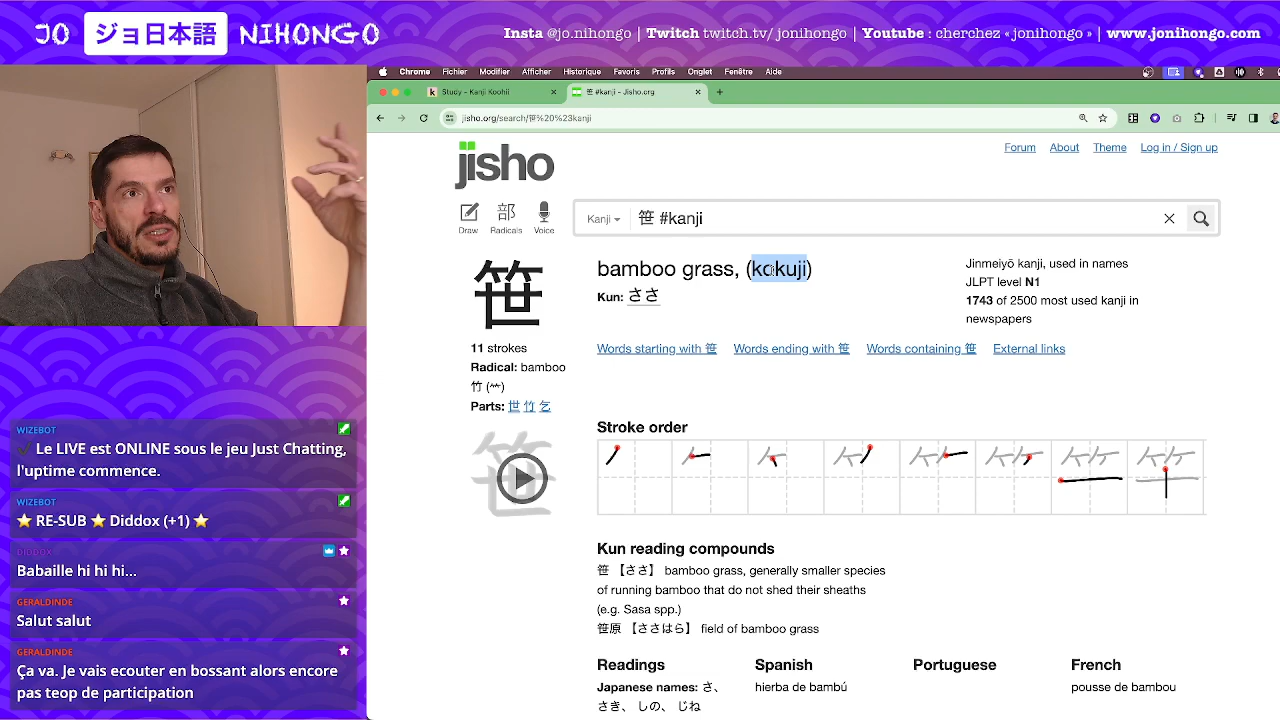 JO ジョ日本語 NIHONGO
Insta @jo.nihongo | Twitch twitch.tv/ jonihongo | Youtube : cherchez « jonihongo » | www.jonihongo.com
Chrome Fichier Modifier Afficher Historique Favoris Profils Onglet Fenêtre Aide
Study - Kanji Koohii
笹 #kanji - Jisho.org
jisho.org/search/笹%20%23kanji
jisho
Forum About Theme Log in / Sign up
Draw Radicals Voice
部
Kanji 笹 #kanji
笹
bamboo grass, (kokuji)
Kun: ささ
Jinmeiyō kanji, used in names
JLPT level N1
1743 of 2500 most used kanji in
newspapers
11 strokes
Radical: bamboo
竹 (⺮)
Parts: 世 竹 乞
Words starting with 笹 Words ending with 笹 Words containing 笹 External links
Stroke order
笹
Kun reading compounds
笹 【ささ】 bamboo grass, generally smaller species
of running bamboo that do not shed their sheaths
(e.g. Sasa spp.)
笹原 【ささはら】 field of bamboo grass
Readings
Japanese names: さ、
さき、 しの、 じね
Spanish
hierba de bambú
Portuguese
French
pousse de bambou
WIZEBOT
✔ Le LIVE est ONLINE sous le jeu Just Chatting,
l'uptime commence.
WIZEBOT
⭐ RE-SUB ⭐ Diddox (+1) ⭐
DIDDOX
Babaille hi hi hi...
GERALDINDE
Salut salut
GERALDINDE
Ça va. Je vais ecouter en bossant alors encore
pas teop de participation